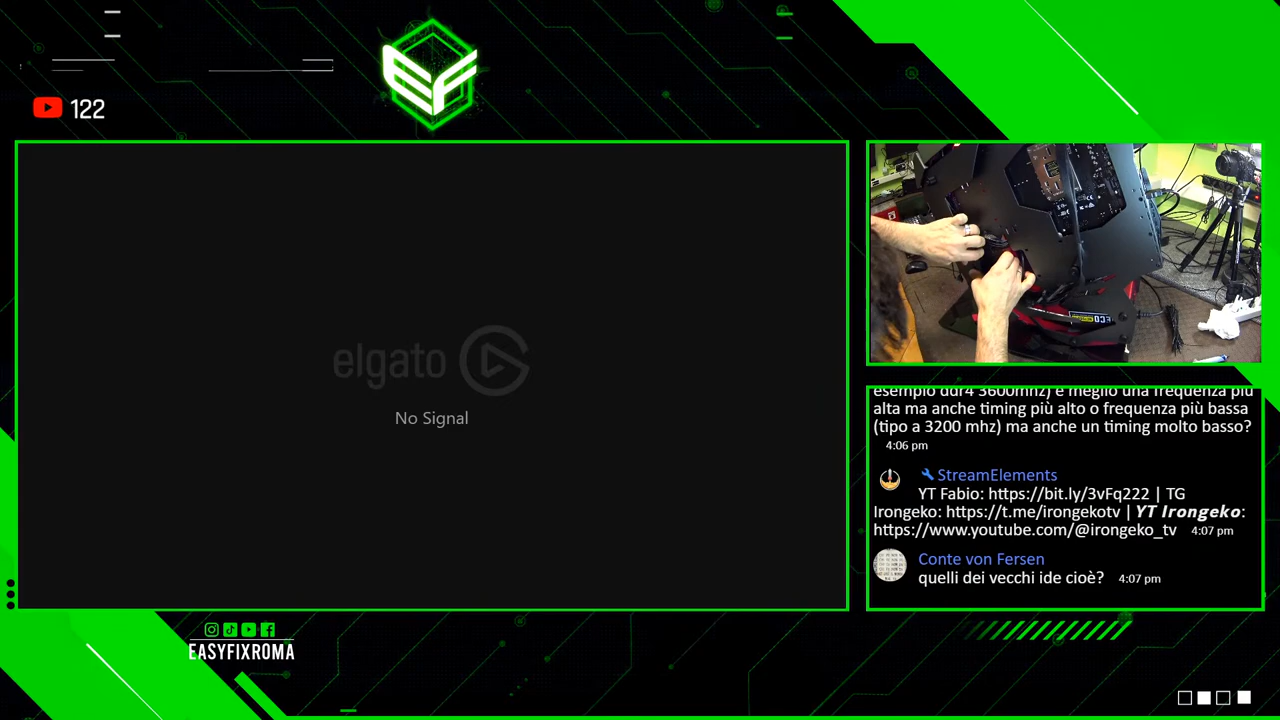 122
EF
elgato
No Signal
ECO
esempio ddr4 3600mhz) è meglio una frequenza più
alta ma anche timing più alto o frequenza più bassa
(tipo a 3200 mhz) ma anche un timing molto basso?
4:06 pm
StreamElements
YT Fabio: https://bit.ly/3vFq222 | TG
Irongeko: https://t.me/irongekotv | YT Irongeko:
https://www.youtube.com/@irongeko_tv 4:07 pm
Conte von Fersen
quelli dei vecchi ide cioè? 4:07 pm
EASYFIXROMA